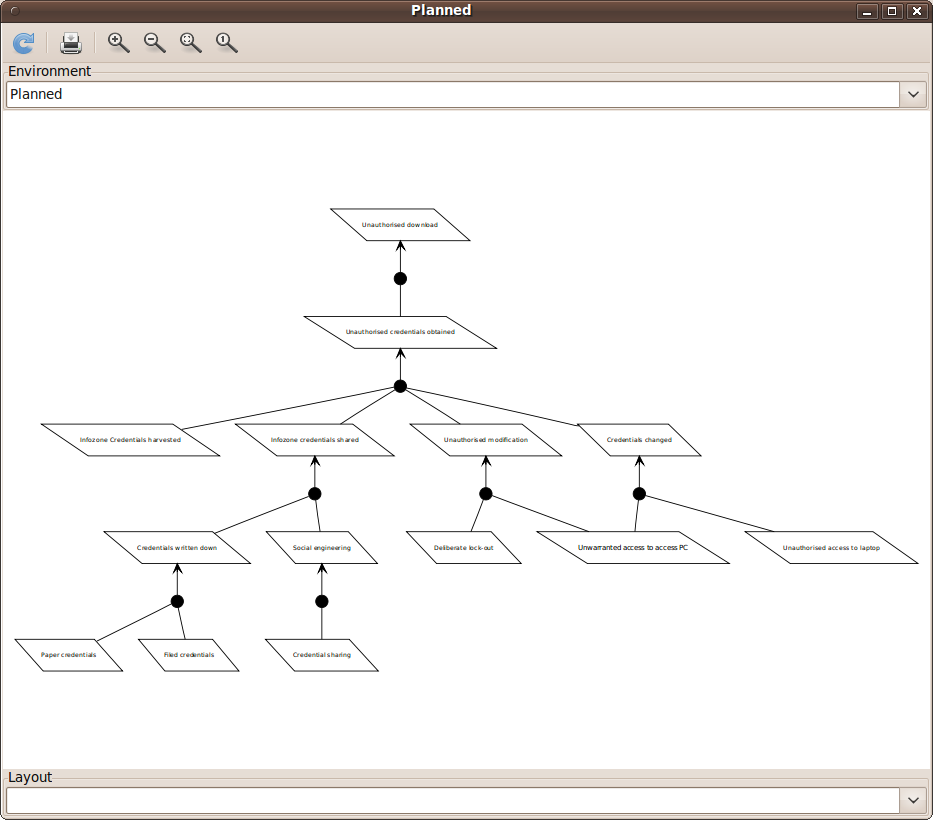 Planned
1
Environment
Planned
Unauthorised download
Unauthorised credentials obtained
Infozone Credentials harvested
Infozone credentials shared
Unauthorised modification
Credentials changed
Credentials written down
Social engineering
Deliberate lock-out
Unwarranted access to access PC
Unauthorised access to laptop
Paper credentials
Filed credentials
Credential sharing
Layout